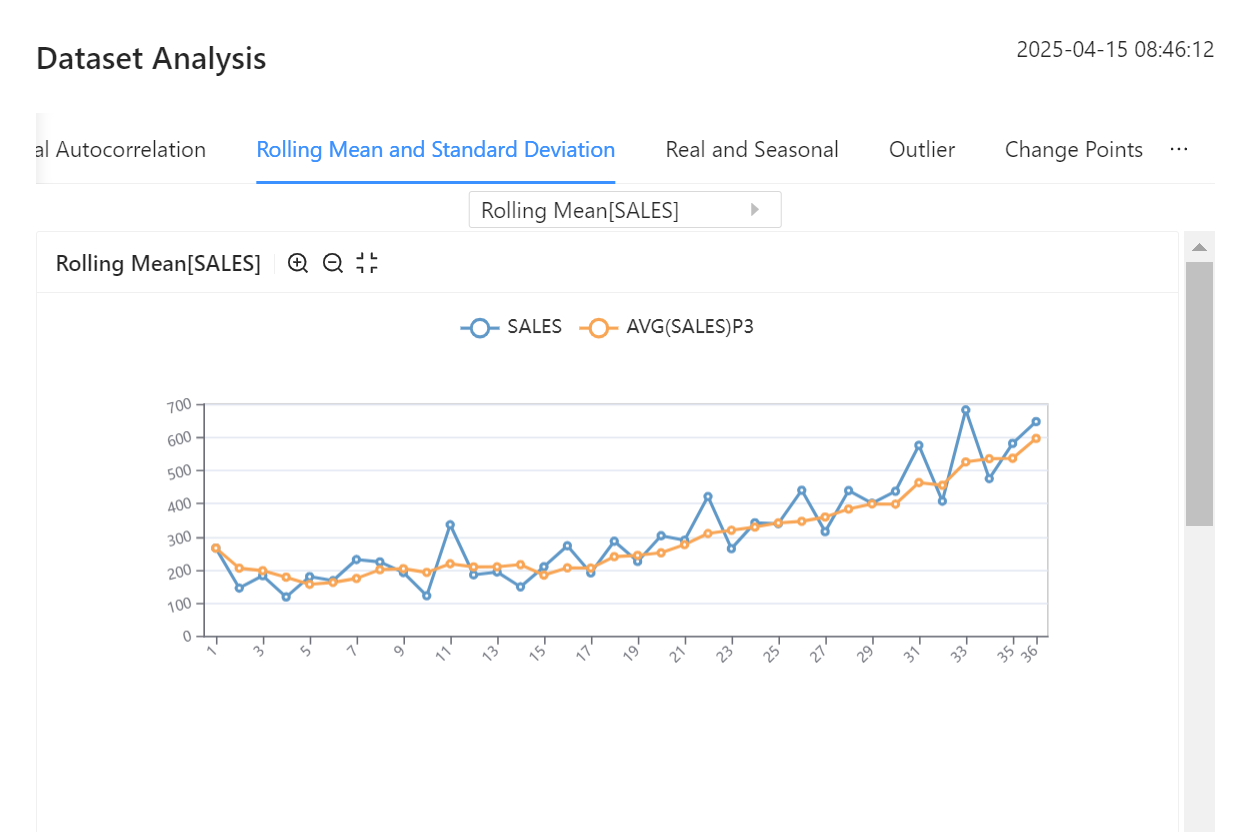 Dataset Analysis
2025-04-15 08:46:12
al Autocorrelation Rolling Mean and Standard Deviation Real and Seasonal Outlier Change Points ···
Rolling Mean[SALES]
Rolling Mean[SALES]
SALES AVG(SALES)P3
700
600
500
400
300
200
100
0
1 3 5 7 9 11 13 15 17 19 21 23 25 27 29 31 33 35 36